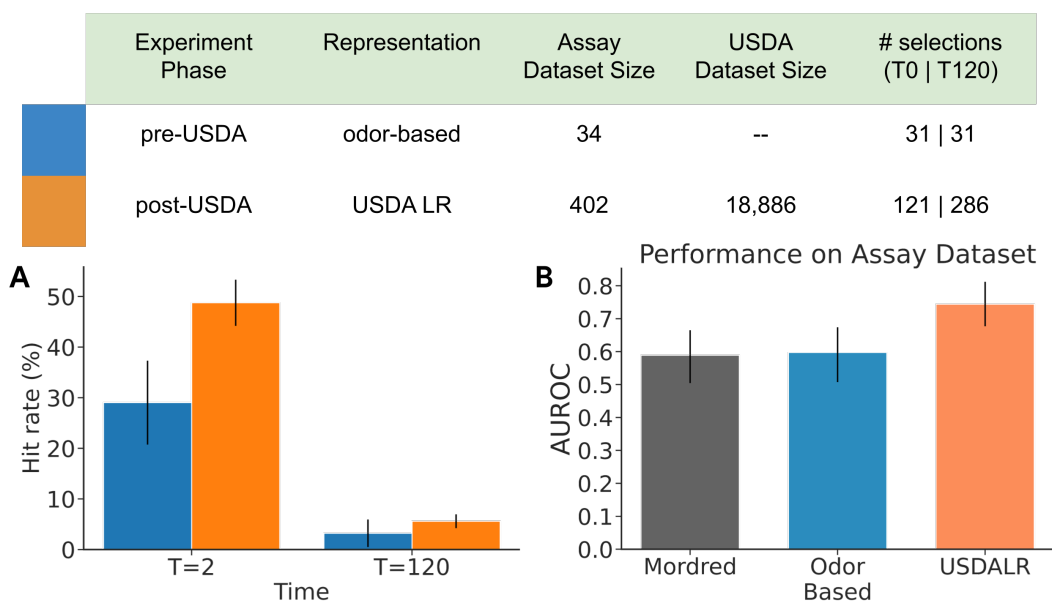 Experiment Phase
Representation
Assay Dataset Size
USDA Dataset Size
# selections (T0 | T120)
pre-USDA
odor-based
34
--
31 | 31
post-USDA
USDA LR
402
18,886
121 | 286
A
50
40
30
20
10
0
Hit rate (%)
T=2
T=120
Time
B
Performance on Assay Dataset
0.8
0.7
0.6
0.5
0.4
0.3
0.2
0.1
0.0
AUROC
Mordred
Odor
Based
USDALR